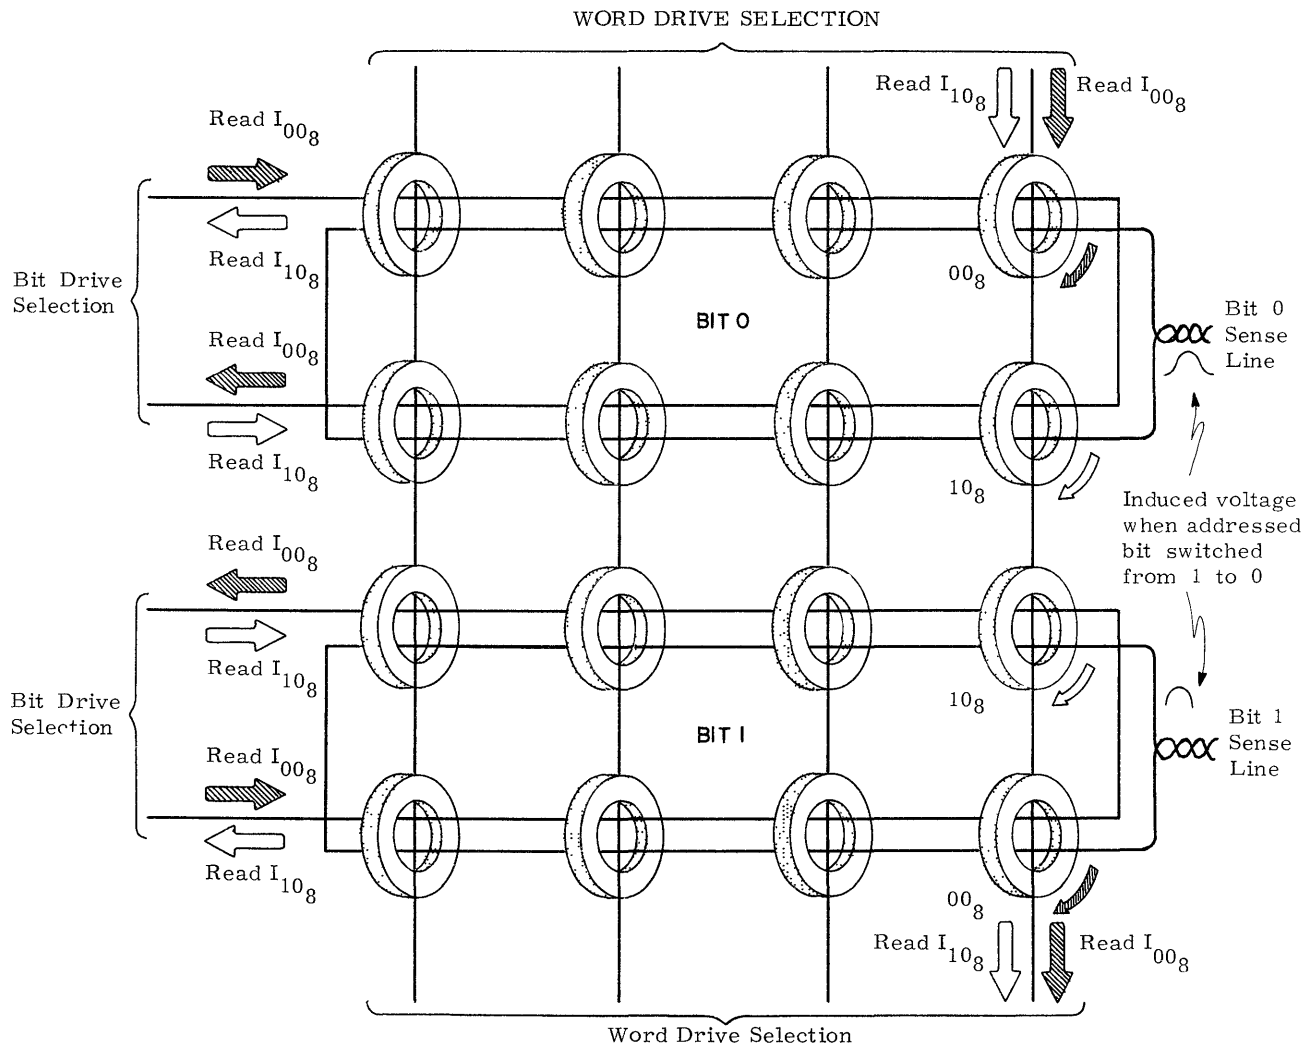 WORD DRIVE SELECTION
Read I10₈
Read I00₈
Read I00₈
Read I10₈
Bit Drive
Selection
00₈
BIT 0
Bit 0
Sense
Line
Read I00₈
Read I10₈
10₈
Induced voltage
when addressed
bit switched
from 1 to 0
Read I00₈
Read I10₈
Bit Drive
Selection
10₈
BIT 1
Bit 1
Sense
Line
Read I00₈
Read I10₈
00₈
Read I10₈
Read I00₈
Word Drive Selection